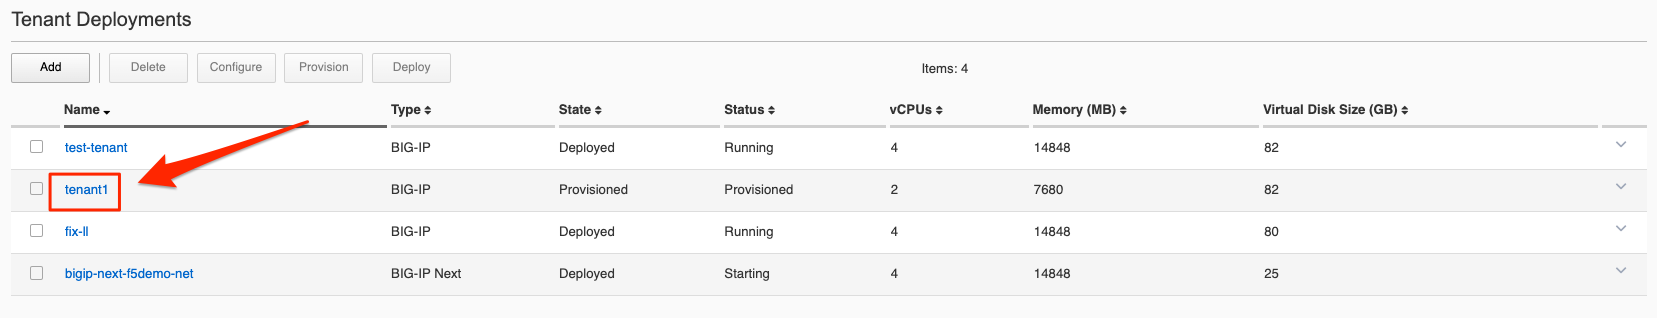 Tenant Deployments
Add Delete Configure Provision Deploy Items: 4
Name Type State Status vCPUs Memory (MB) Virtual Disk Size (GB)
test-tenant BIG-IP Deployed Running 4 14848 82
tenant1 BIG-IP Provisioned Provisioned 2 7680 82
fix-ll BIG-IP Deployed Running 4 14848 80
bigip-next-f5demo-net BIG-IP Next Deployed Starting 4 14848 25